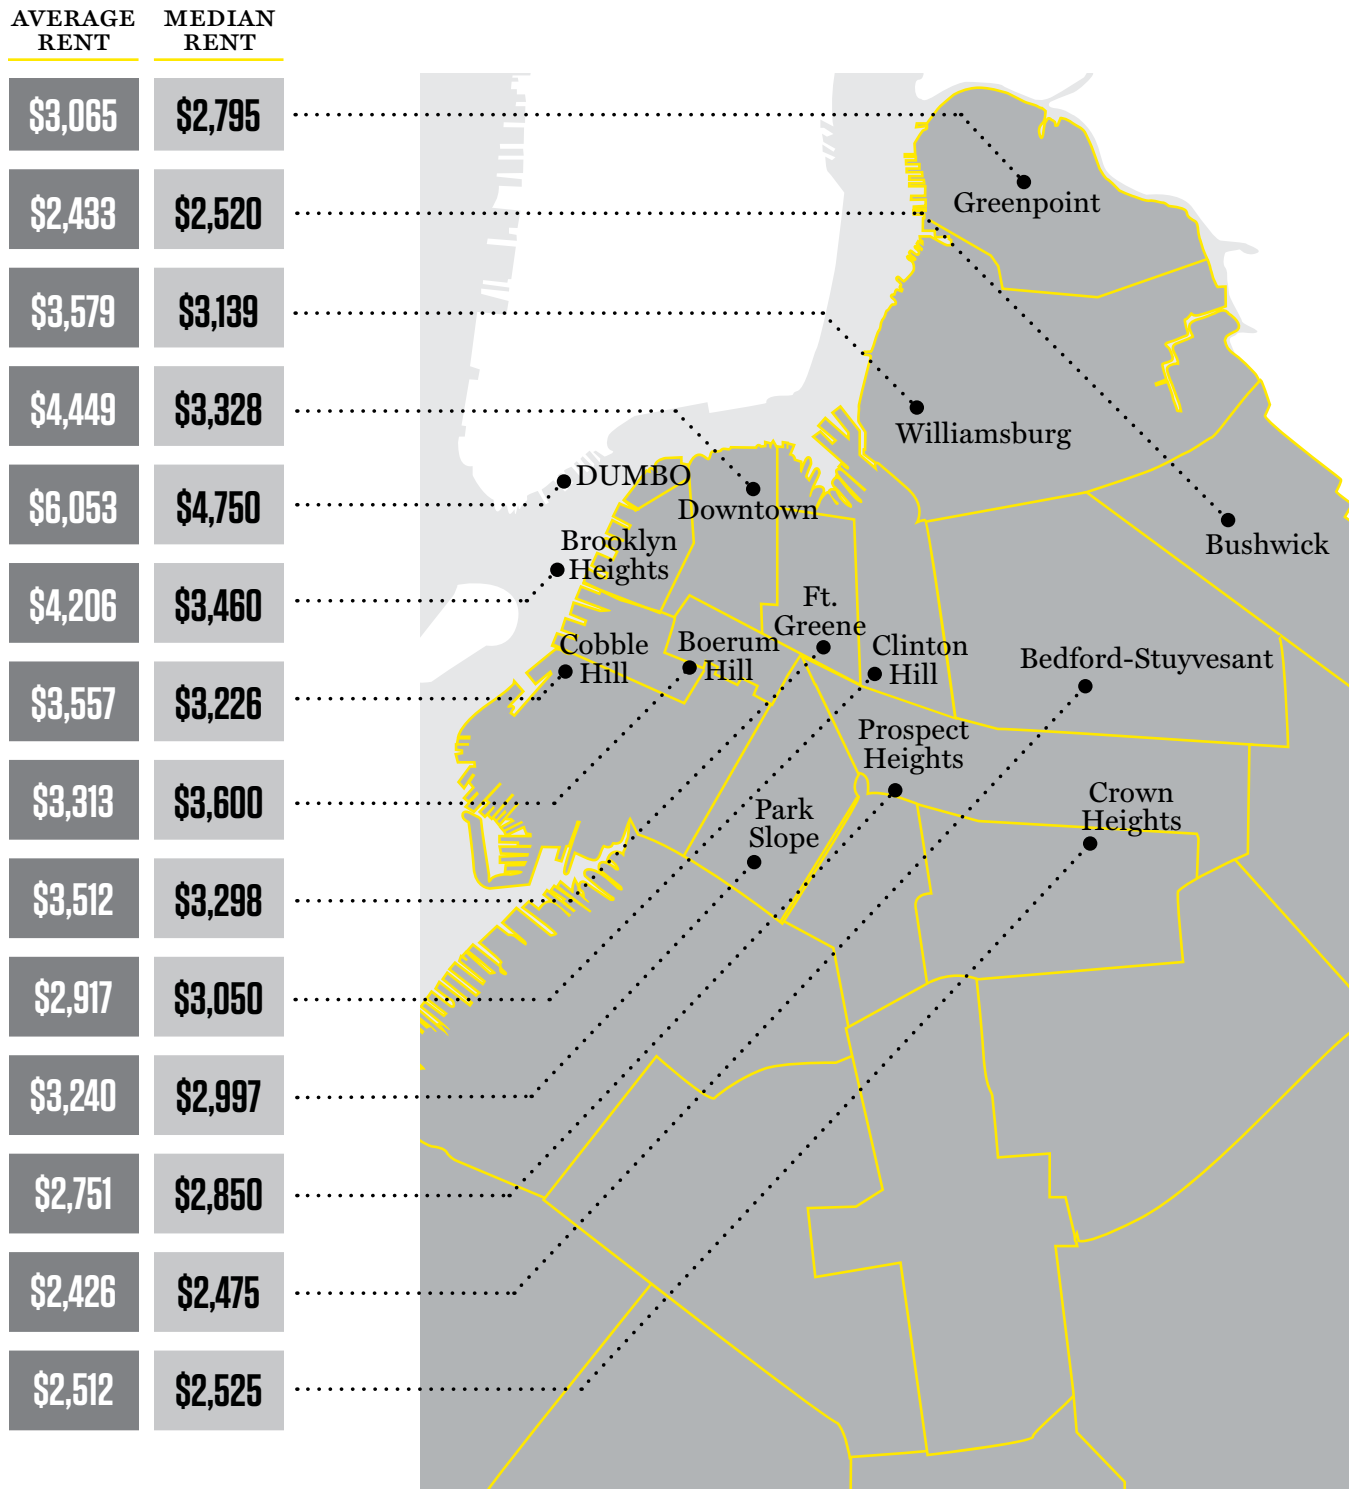 AVERAGE
RENT
MEDIAN
RENT
$3,065 $2,795
$2,433 $2,520
$3,579 $3,139
$4,449 $3,328
$6,053 $4,750
$4,206 $3,460
$3,557 $3,226
$3,313 $3,600
$3,512 $3,298
$2,917 $3,050
$3,240 $2,997
$2,751 $2,850
$2,426 $2,475
$2,512 $2,525
Greenpoint
Williamsburg
DUMBO
Downtown
Bushwick
Brooklyn
Heights
Ft.
Greene
Cobble
Hill
Boerum
Hill
Clinton
Hill
Bedford-Stuyvesant
Prospect
Heights
Park
Slope
Crown
Heights